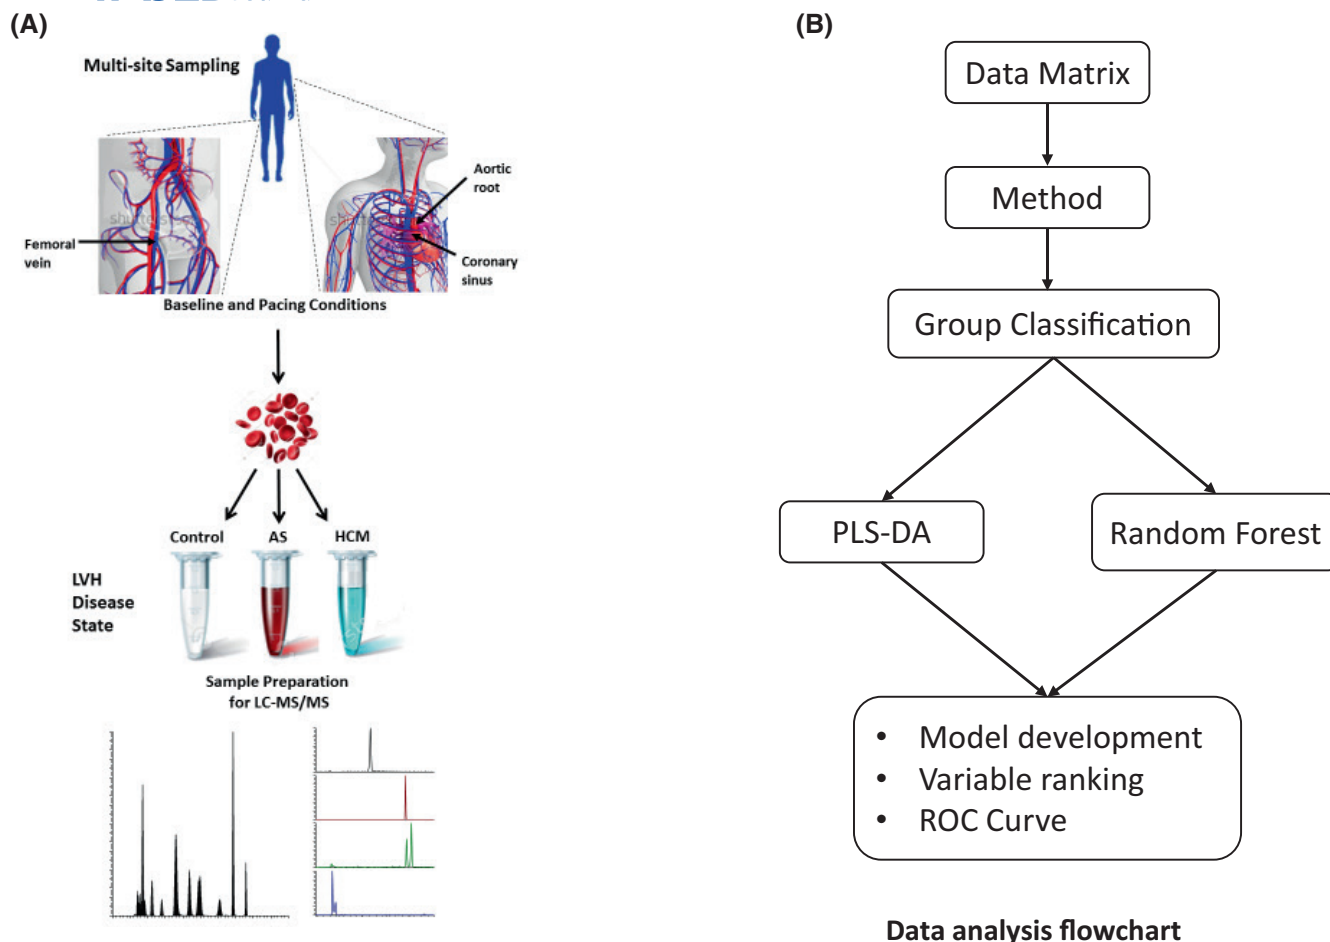 (A)
Multi-site Sampling
Aortic
root
Femoral
vein
Coronary
sinus
Baseline and Pacing Conditions
Control
AS
HCM
LVH
Disease
State
Sample Preparation
for LC-MS/MS
(B)
Data Matrix
Method
Group Classification
PLS-DA
Random Forest
• Model development
• Variable ranking
• ROC Curve
Data analysis flowchart